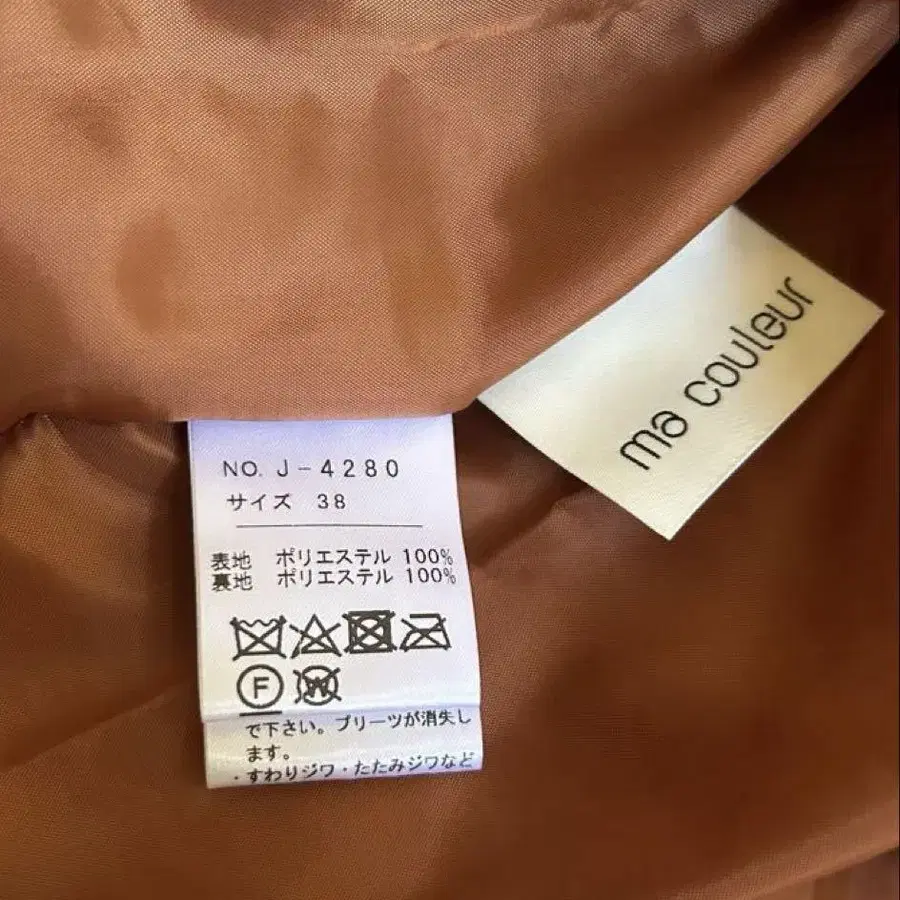 NO. J-4280
サイズ 38
表地 ポリエステル 100%
裏地 ポリエステル 100%
F
W
で下さい。プリーツが消失し
ます。
・すわりジワ・たたみジワなど
ma couleur